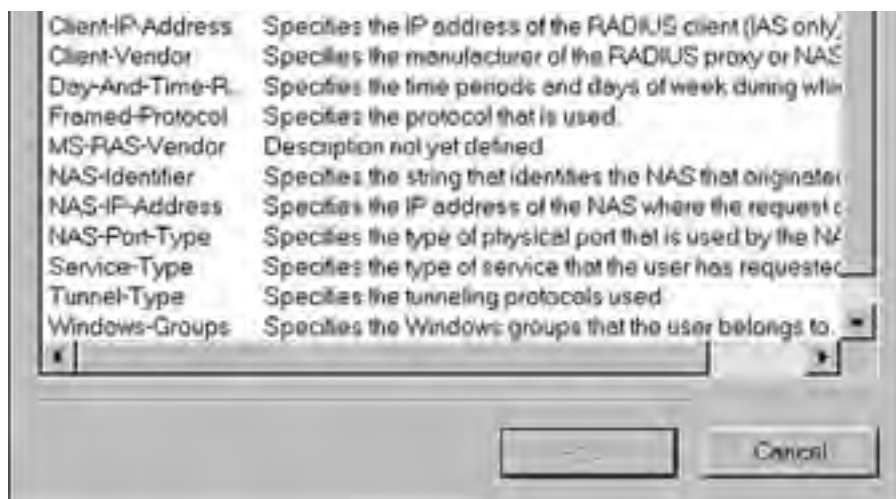 Client-IP-Address Specifies the IP address of the RADIUS client (IAS only)
Client-Vendor Specifies the manufacturer of the RADIUS proxy or NAS
Day-And-Time-R... Specifies the time periods and days of week during whic
Framed-Protocol Specifies the protocol that is used.
MS-RAS-Vendor Description not yet defined
NAS-Identifier Specifies the string that identifies the NAS that originated
NAS-IP-Address Specifies the IP address of the NAS where the request o
NAS-Port-Type Specifies the type of physical port that is used by the NA
Service-Type Specifies the type of service that the user has requested
Tunnel-Type Specifies the tunneling protocols used
Windows-Groups Specifies the Windows groups that the user belongs to.
Cancel